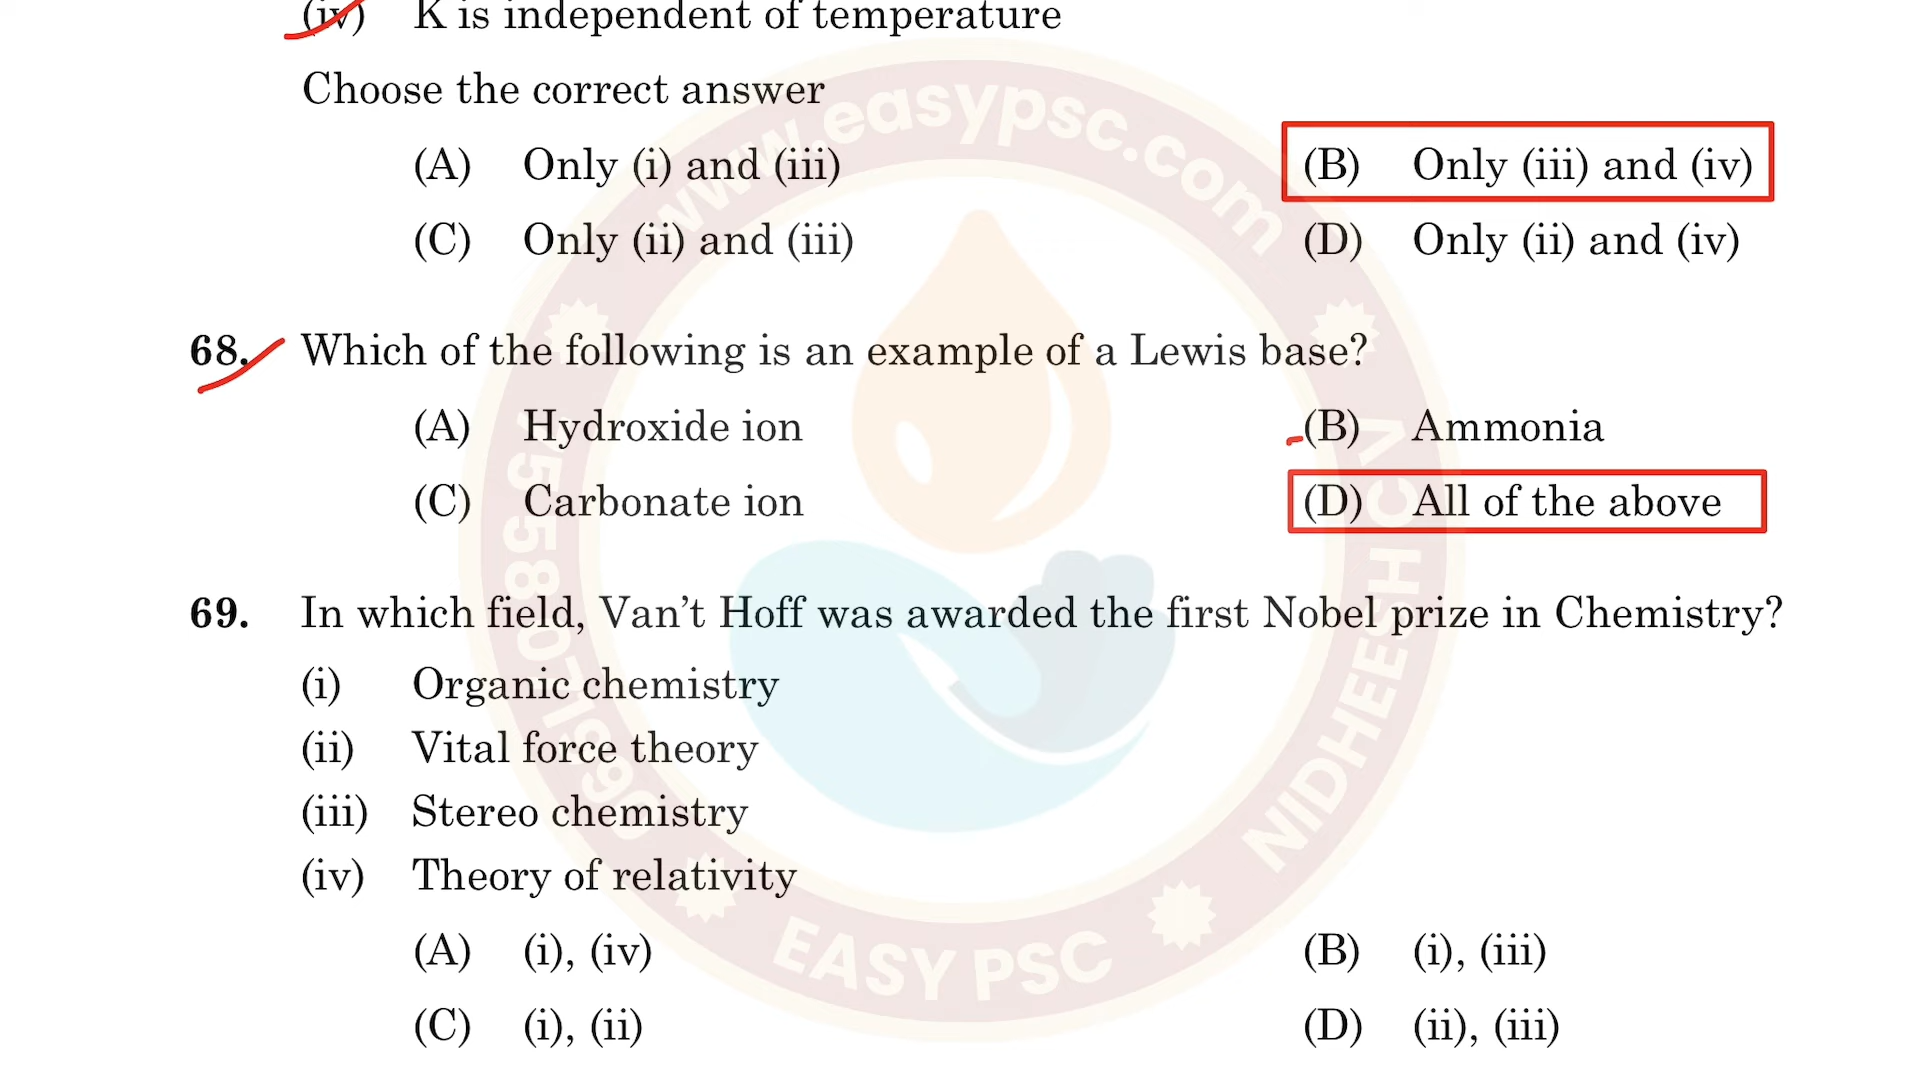 (iv) K is independent of temperature
Choose the correct answer
(A) Only (i) and (iii) (B) Only (iii) and (iv)
(C) Only (ii) and (iii) (D) Only (ii) and (iv)
68. Which of the following is an example of a Lewis base?
(A) Hydroxide ion (B) Ammonia
(C) Carbonate ion (D) All of the above
69. In which field, Van't Hoff was awarded the first Nobel prize in Chemistry?
(i) Organic chemistry
(ii) Vital force theory
(iii) Stereo chemistry
(iv) Theory of relativity
(A) (i), (iv) (B) (i), (iii)
(C) (i), (ii) (D) (ii), (iii)
www.easypsc.com
NIDHEESH C V
EASY PSC